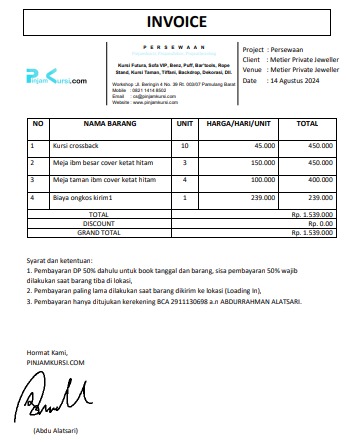 INVOICE
PinjamKursi.com
P E R S E W A A N
Kursi Futura, Sofa VIP, Benz, Puff, Bar'tools, Rope
Stand, Kursi Taman, Tiffani, Backdrop, Dekorasi, Dll.
Workshop :Jl. Beringin 4 No. 39 Rt. 003/07 Pamulang Barat
Mobile : 0821 1414 8502
Email : cs@pinjamkursi.com
Website : www.pinjamkursi.com
Project : Persewaan
Client : Metier Private Jeweller
Venue : Metier Private Jeweller
Date : 14 Agustus 2024
NO NAMA BARANG UNIT HARGA/HARI/UNIT TOTAL
1 Kursi crossback 10 45.000 450.000
2 Meja ibm besar cover ketat hitam 3 150.000 450.000
3 Meja taman ibm cover ketat hitam 4 100.000 400.000
4 Biaya ongkos kirim1 1 239.000 239.000
TOTAL Rp. 1.539.000
DISCOUNT Rp. 0.00
GRAND TOTAL Rp. 1.539.000
Syarat dan ketentuan:
1. Pembayaran DP 50% dahulu untuk book tanggal dan barang, sisa pembayaran 50% wajib
dilakukan saat barang tiba di lokasi,
2. Pembayaran paling lama dilakukan saat barang dikirim ke lokasi (Loading In),
3. Pembayaran hanya ditujukan kerekening BCA 2911130698 a.n ABDURRAHMAN ALATSARI.
Hormat Kami,
PINJAMKURSI.COM
(Abdu Alatsari)